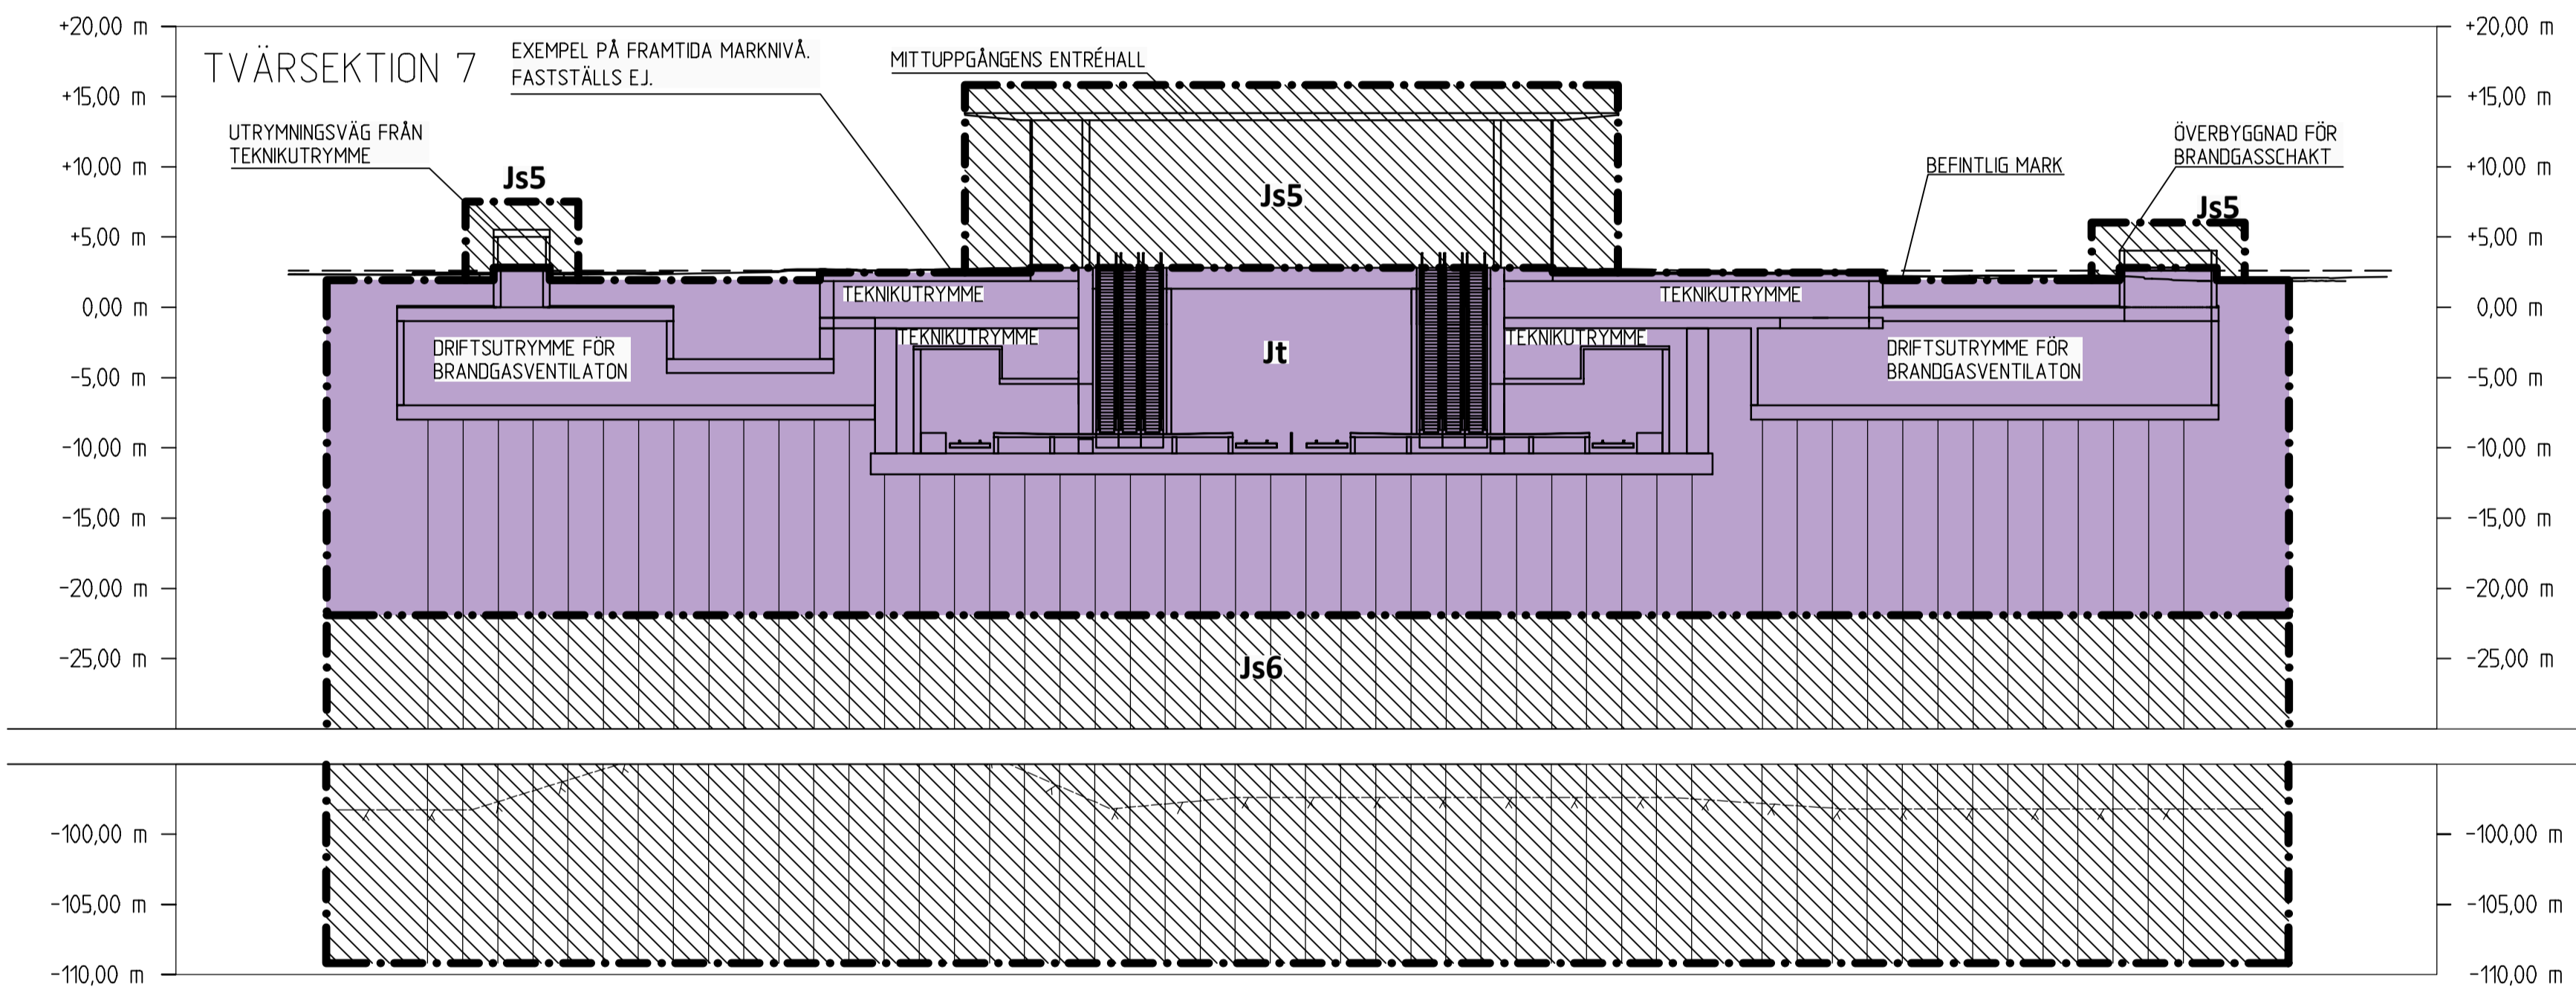 +20,00 m
+20,00 m
TVÄRSEKTION 7
EXEMPEL PÅ FRAMTIDA MARKNIVÅ.
FASTSTÄLLS EJ.
MITTUPPGÅNGENS ENTRÉHALL
+15,00 m
+15,00 m
UTRYMNINGSVÄG FRÅN
TEKNIKUTRYMME
ÖVERBYGGNAD FÖR
BRANDGASSCHAKT
BEFINTLIG MARK
+10,00 m
+10,00 m
Js5
Js5
Js5
+5,00 m
+5,00 m
0,00 m
0,00 m
TEKNIKUTRYMME
TEKNIKUTRYMME
TEKNIKUTRYMME
TEKNIKUTRYMME
DRIFTSUTRYMME FÖR
BRANDGASVENTILATON
Jt
DRIFTSUTRYMME FÖR
BRANDGASVENTILATON
-5,00 m
-5,00 m
-10,00 m
-10,00 m
-15,00 m
-15,00 m
-20,00 m
-20,00 m
-25,00 m
-25,00 m
Js6
-100,00 m
-100,00 m
-105,00 m
-105,00 m
-110,00 m
-110,00 m